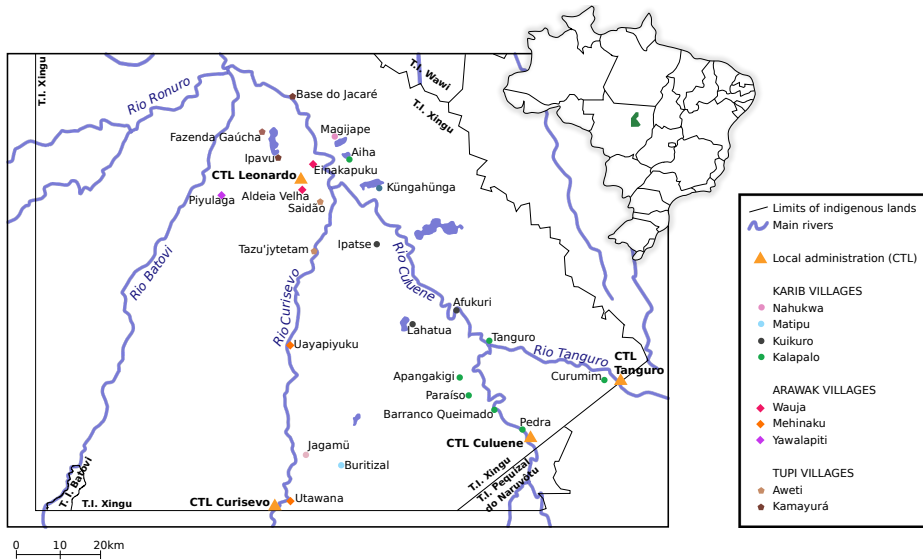 T.I. Xingu
Rio Ronuro
T.I. Wawi
T.I. Xingu
Base do Jacaré
Fazenda Gaúcha
Magijape
Aiha
Ipavu
Einakapuku
CTL Leonardo
Küngahünga
Piyulaga
Aldeia Velha
Saidão
Rio Batovi
Tazu'jytetam
Ipatse
Rio Culuene
Rio Curisevo
Afukuri
Lahatua
Uayapiyuku
Tanguro
Rio Tanguro
CTL
Tanguro
Apangakigi
Curumim
Paraíso
Barranco Queimado
Pedra
CTL Culuene
Jagamü
Buritizal
T.I. Xingu
T.I. Pequizal
do Naruvôtu
T. I. Batovi
T.I. Xingu
CTL Curisevo
Utawana
0 10 20km
Limits of indigenous lands
Main rivers
Local administration (CTL)
KARIB VILLAGES
Nahukwa
Matipu
Kuikuro
Kalapalo
ARAWAK VILLAGES
Wauja
Mehinaku
Yawalapiti
TUPI VILLAGES
Aweti
Kamayurá